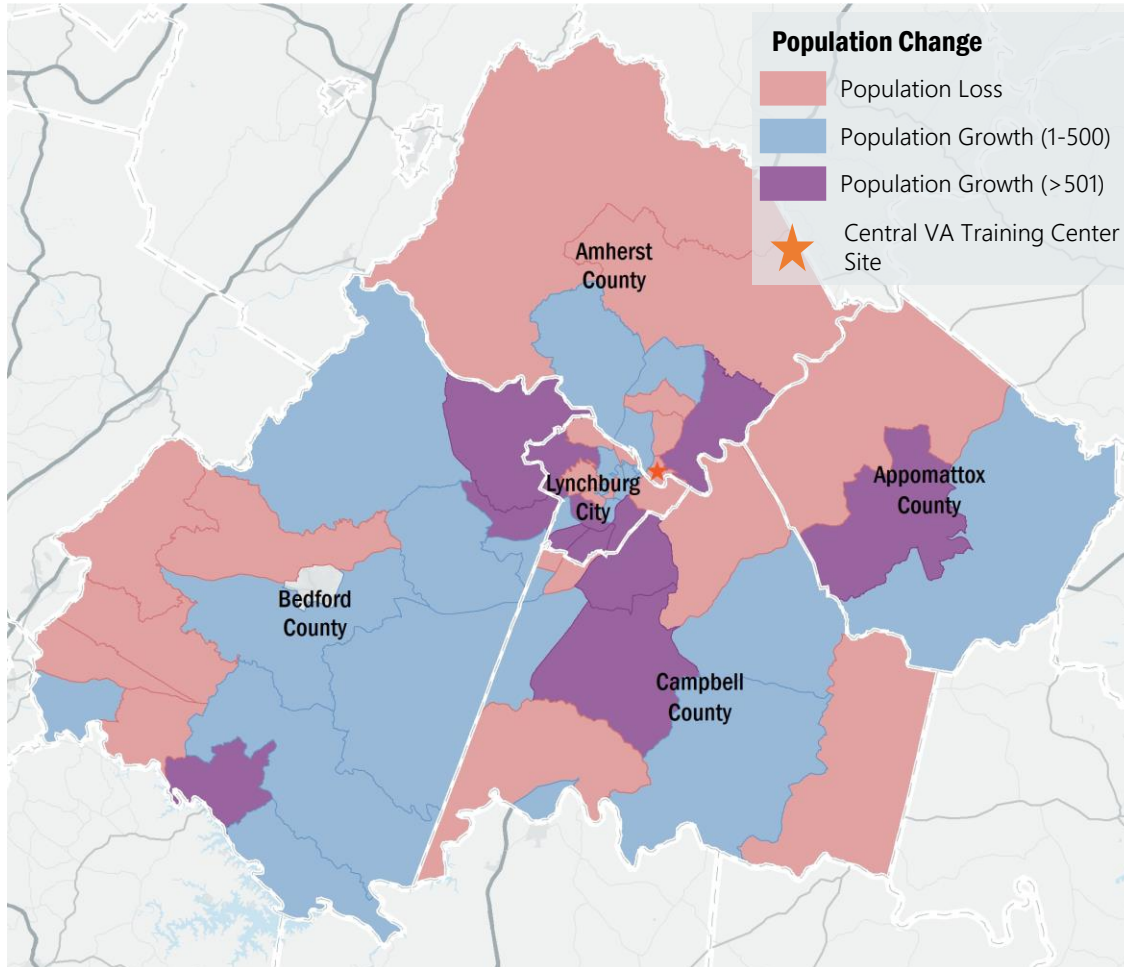 Population Change
Population Loss
Population Growth (1-500)
Population Growth (>501)
Central VA Training Center
Site
Amherst
County
Lynchburg
City
Appomattox
County
Bedford
County
Campbell
County